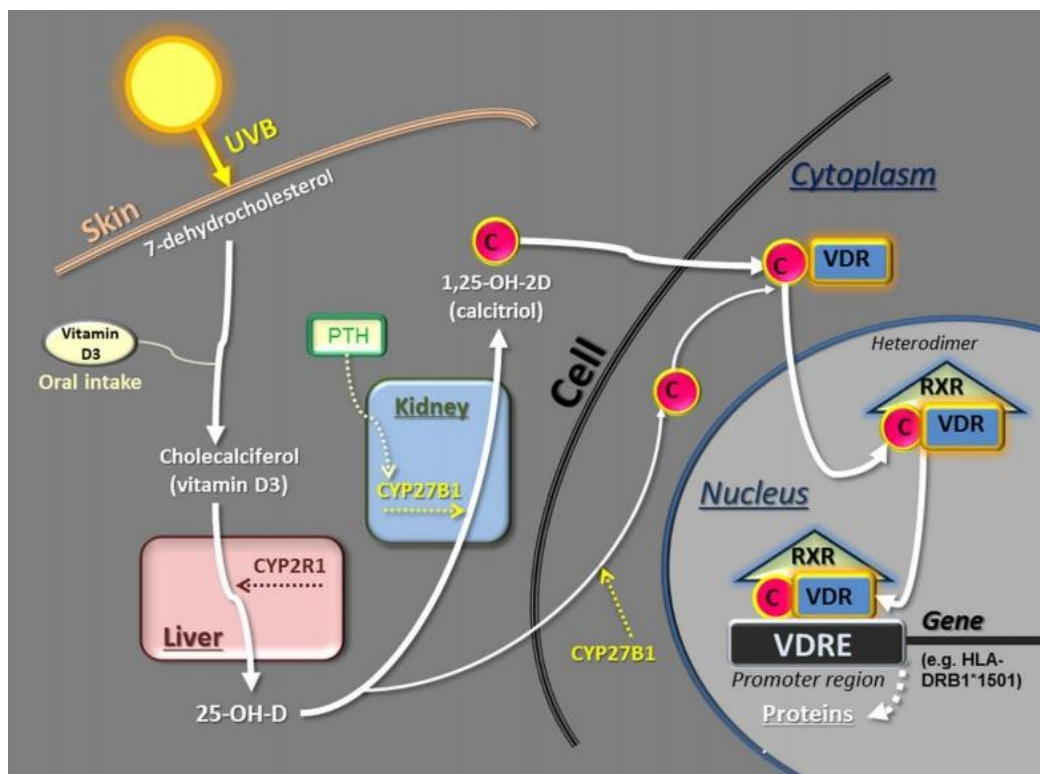 UVB
Skin
7-dehydrocholesterol
Vitamin
D3
Oral intake
Cholecalciferol
(vitamin D3)
CYP2R1
Liver
25-OH-D
PTH
Kidney
CYP27B1
C
1,25-OH-2D
(calcitriol)
Cell
C
CYP27B1
Cytoplasm
C VDR
Heterodimer
RXR
C VDR
Nucleus
RXR
C VDR
VDRE
Promoter region
Gene
(e.g. HLA-
DRB1*1501)
Proteins